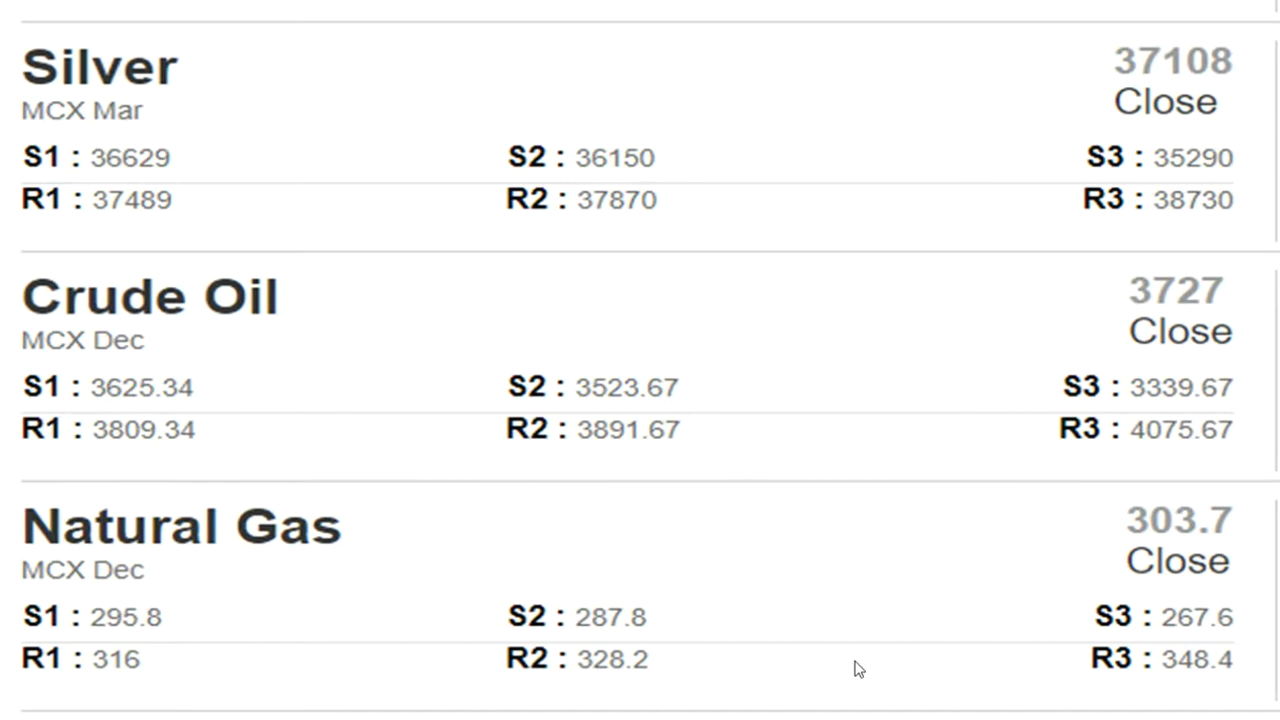 Silver
37108
MCX Mar
Close
S1 : 36629 S2 : 36150 S3 : 35290
R1 : 37489 R2 : 37870 R3 : 38730
Crude Oil
3727
MCX Dec
Close
S1 : 3625.34 S2 : 3523.67 S3 : 3339.67
R1 : 3809.34 R2 : 3891.67 R3 : 4075.67
Natural Gas
303.7
MCX Dec
Close
S1 : 295.8 S2 : 287.8 S3 : 267.6
R1 : 316 R2 : 328.2 R3 : 348.4